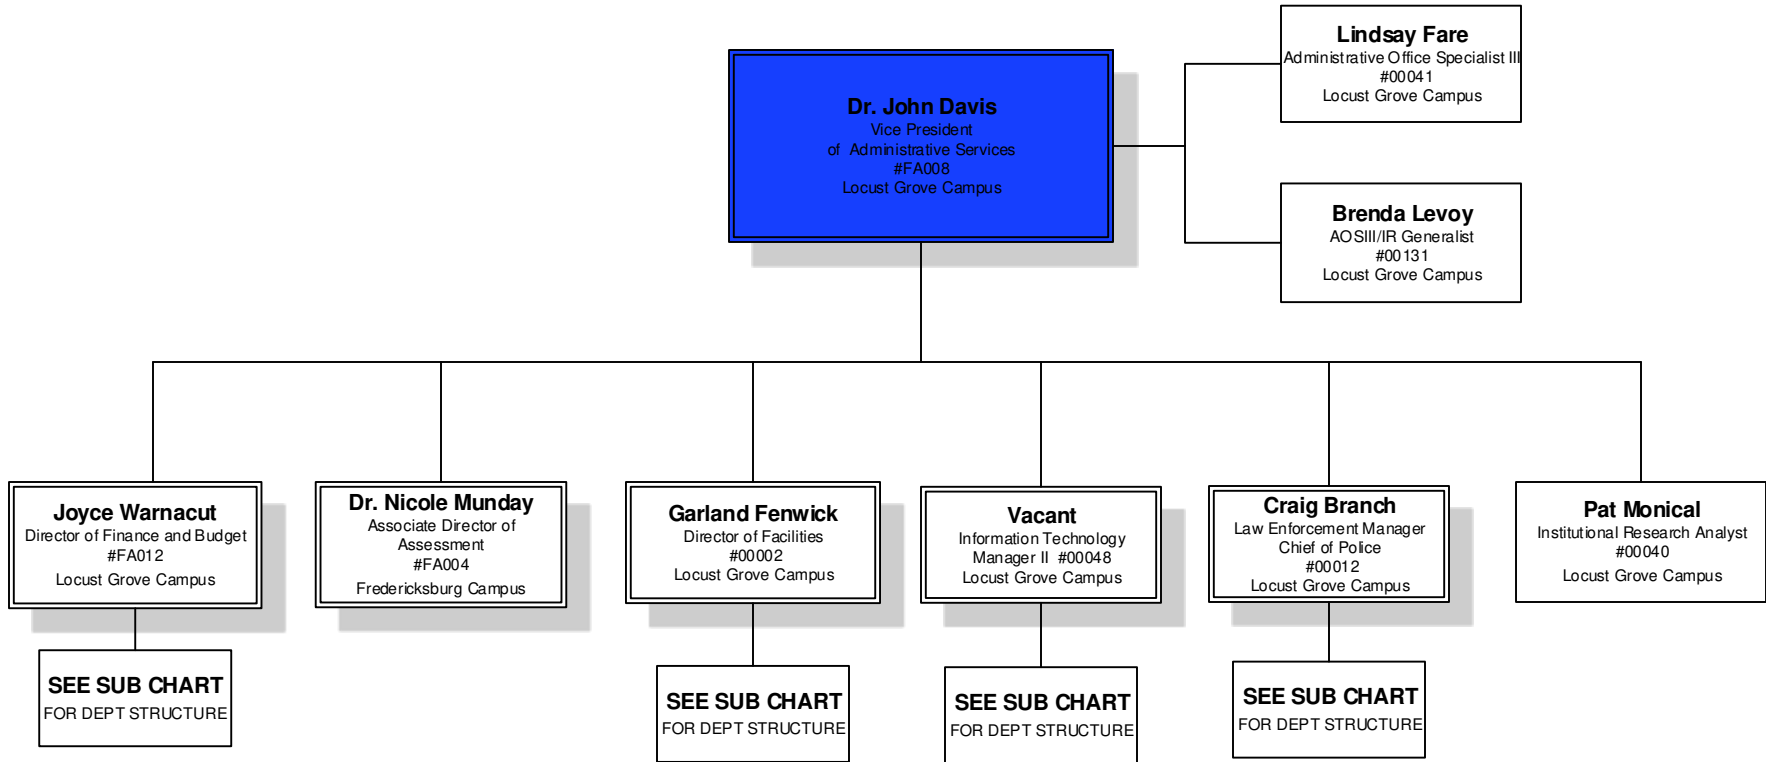 Lindsay Fare
Administrative Office Specialist III
#00041
Locust Grove Campus
Dr. John Davis
Vice President
of Administrative Services
#FA008
Locust Grove Campus
Brenda Levoy
AOSIII/IR Generalist
#00131
Locust Grove Campus
Joyce Warnacut
Director of Finance and Budget
#FA012
Locust Grove Campus
Dr. Nicole Munday
Associate Director of
Assessment
#FA004
Fredericksburg Campus
Garland Fenwick
Director of Facilities
#00002
Locust Grove Campus
Vacant
Information Technology
Manager II #00048
Locust Grove Campus
Craig Branch
Law Enforcement Manager
Chief of Police
#00012
Locust Grove Campus
Pat Monical
Institutional Research Analyst
#00040
Locust Grove Campus
SEE SUB CHART
FOR DEPT STRUCTURE
SEE SUB CHART
FOR DEPT STRUCTURE
SEE SUB CHART
FOR DEPT STRUCTURE
SEE SUB CHART
FOR DEPT STRUCTURE